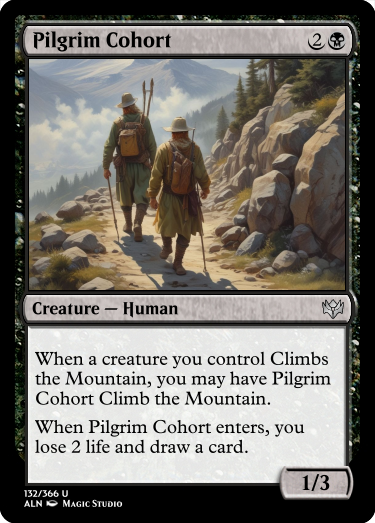 Pilgrim Cohort 2
Creature — Human
When a creature you control Climbs
the Mountain, you may have Pilgrim
Cohort Climb the Mountain.
When Pilgrim Cohort enters, you
lose 2 life and draw a card.
1/3
132/366 U
ALN Magic Studio